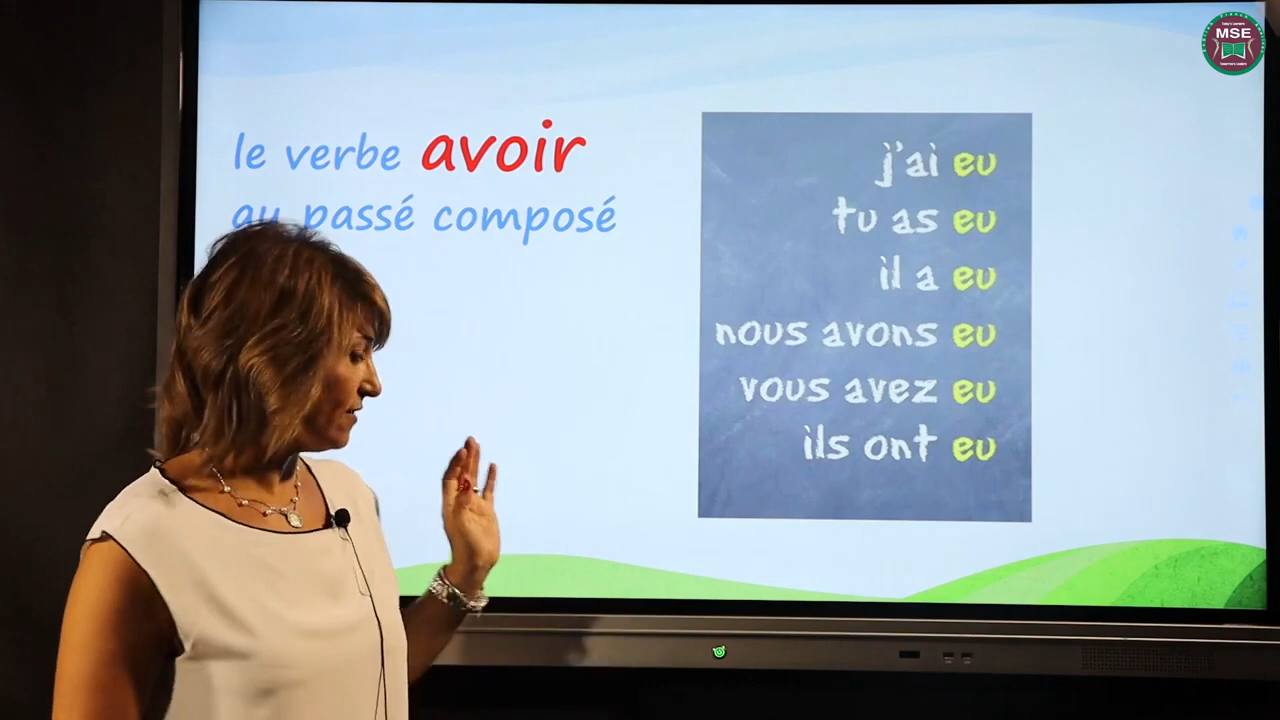 le verbe avoir
au passé composé
j'ai eu
tu as eu
il a eu
nous avons eu
vous avez eu
ils ont eu
MSE